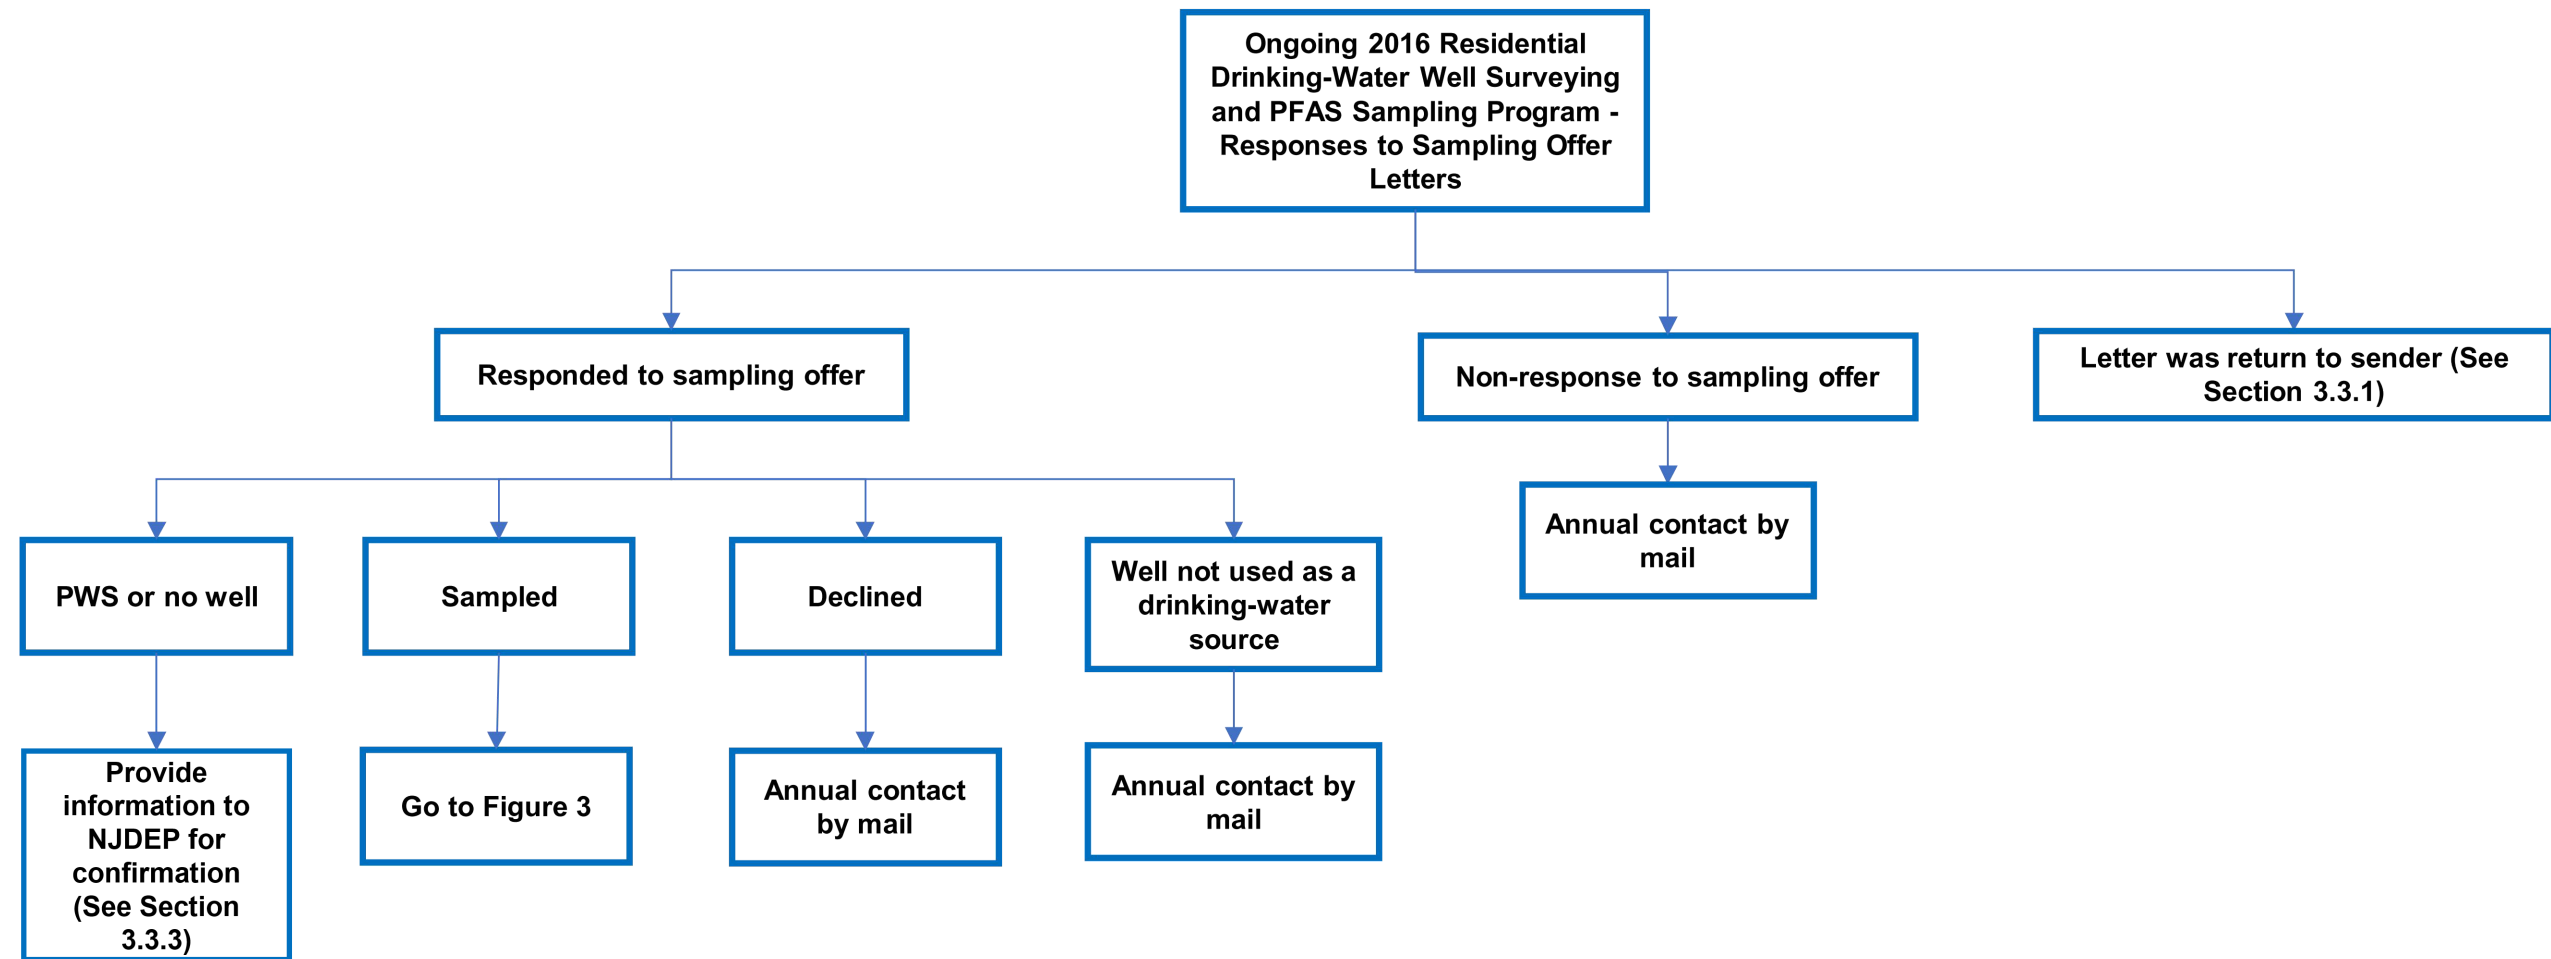 Ongoing 2016 Residential
Drinking-Water Well Surveying
and PFAS Sampling Program -
Responses to Sampling Offer
Letters
Responded to sampling offer
Non-response to sampling offer
Letter was return to sender (See
Section 3.3.1)
PWS or no well
Sampled
Declined
Well not used as a
drinking-water
source
Annual contact by
mail
Provide
information to
NJDEP for
confirmation
(See Section
3.3.3)
Go to Figure 3
Annual contact
by mail
Annual contact by
mail